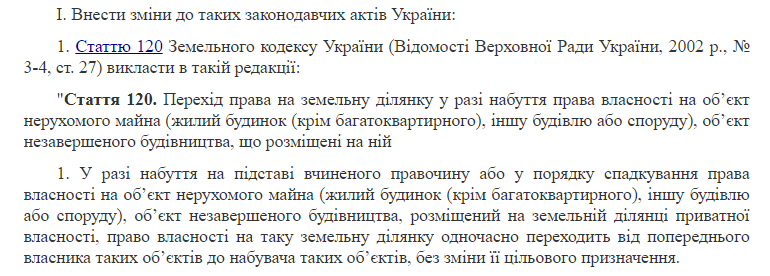 І. Внести зміни до таких законодавчих актів України:
1. Статтю 120 Земельного кодексу України (Відомості Верховної Ради України, 2002 р., №
3-4, ст. 27) викласти в такій редакції:
"Стаття 120. Перехід права на земельну ділянку у разі набуття права власності на об’єкт
нерухомого майна (жилий будинок (крім багатоквартирного), іншу будівлю або споруду), об’єкт
незавершеного будівництва, що розміщені на ній
1. У разі набуття на підставі вчиненого правочину або у порядку спадкування права
власності на об’єкт нерухомого майна (жилий будинок (крім багатоквартирного), іншу будівлю
або споруду), об’єкт незавершеного будівництва, розміщений на земельній ділянці приватної
власності, право власності на таку земельну ділянку одночасно переходить від попереднього
власника таких об’єктів до набувача таких об’єктів, без зміни її цільового призначення.